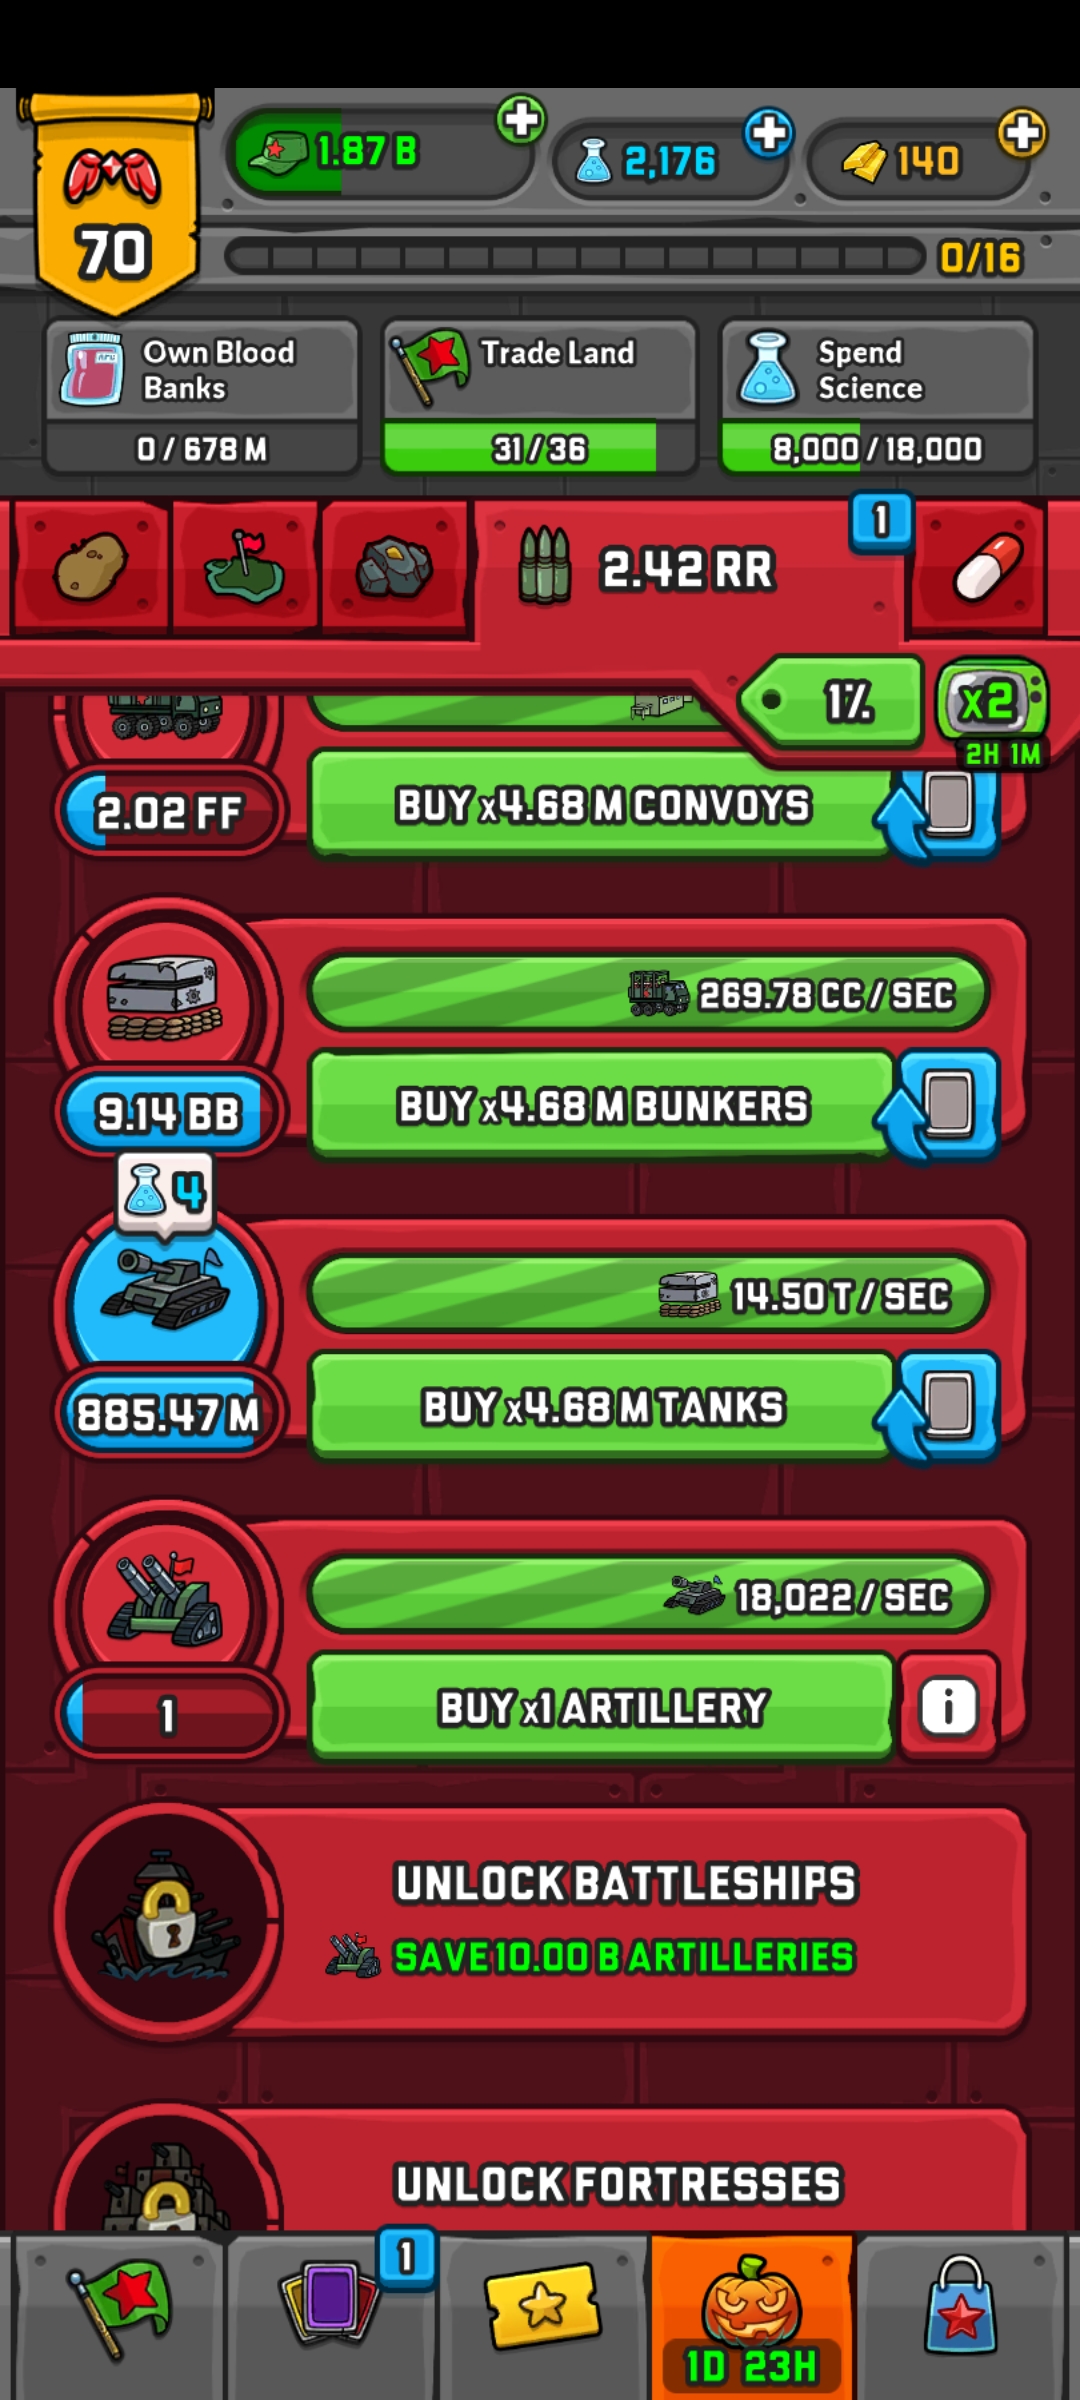 1.87 B
2,176
140
70
0/16
Own Blood
Banks
0 / 678 M
Trade Land
31 / 36
Spend
Science
8,000 / 18,000
2.42 RR
1
1%
x2
2H 1M
2.02 FF
BUY x4.68 M CONVOYS
269.78 CC / SEC
9.14 BB
BUY x4.68 M BUNKERS
4
14.50 T / SEC
885.47 M
BUY x4.68 M TANKS
18,022 / SEC
1
BUY x1 ARTILLERY
i
UNLOCK BATTLESHIPS
SAVE 10.00 B ARTILLERIES
UNLOCK FORTRESSES
1
1D 23H